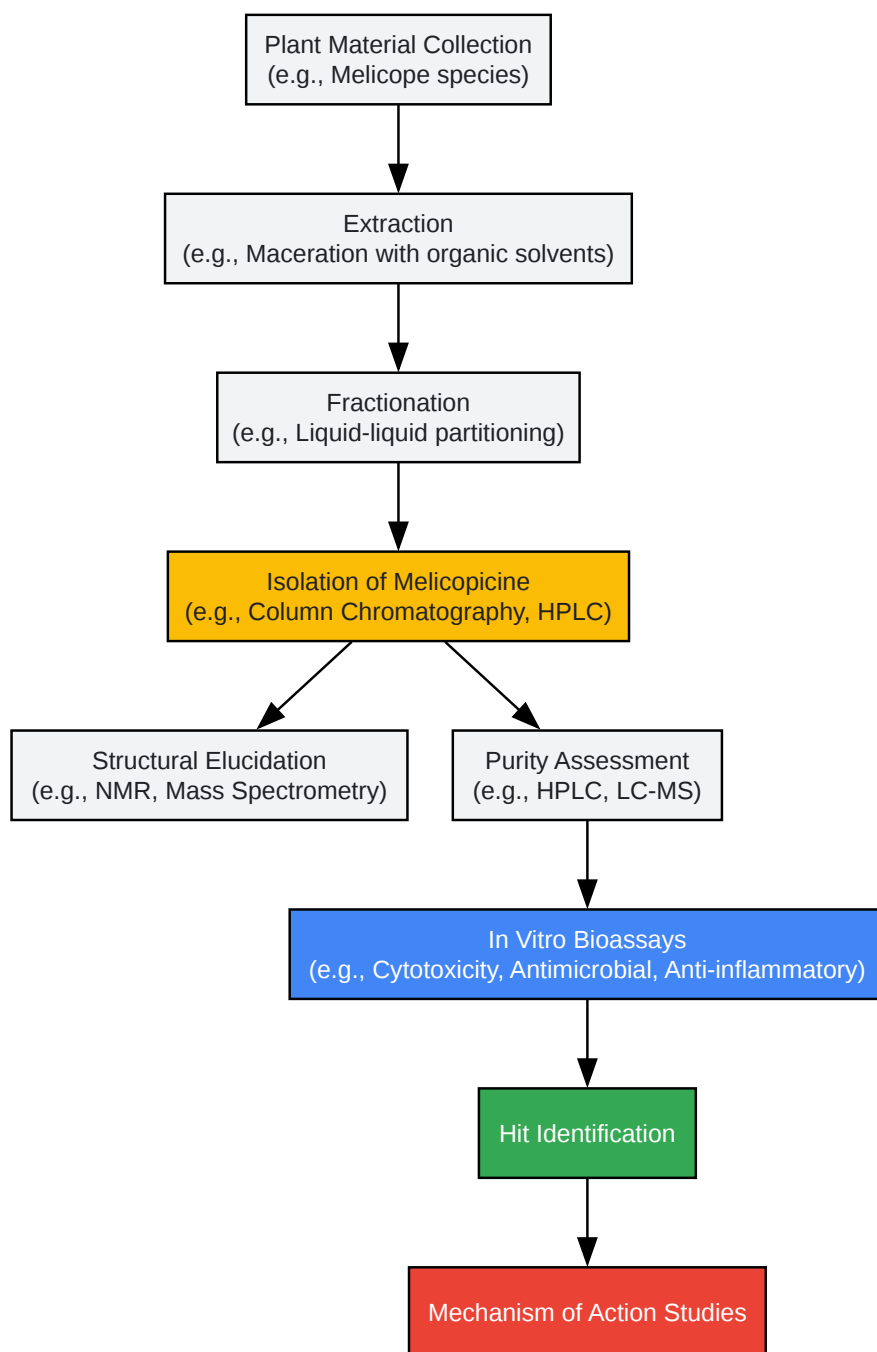 Plant Material Collection
(e.g., Melicope species)
Extraction
(e.g., Maceration with organic solvents)
Fractionation
(e.g., Liquid-liquid partitioning)
Isolation of Melicopicine
(e.g., Column Chromatography, HPLC)
Structural Elucidation
(e.g., NMR, Mass Spectrometry)
Purity Assessment
(e.g., HPLC, LC-MS)
In Vitro Bioassays
(e.g., Cytotoxicity, Antimicrobial, Anti-inflammatory)
Hit Identification
Mechanism of Action Studies